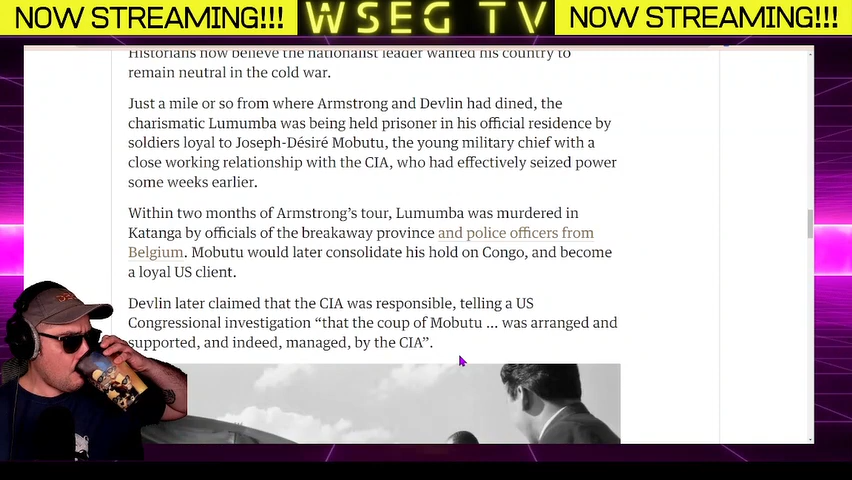 NOW STREAMING!!!
WSEG TV
NOW STREAMING!!!
Historians now believe the nationalist leader wanted his country to
remain neutral in the cold war.
Just a mile or so from where Armstrong and Devlin had dined, the
charismatic Lumumba was being held prisoner in his official residence by
soldiers loyal to Joseph-Désiré Mobutu, the young military chief with a
close working relationship with the CIA, who had effectively seized power
some weeks earlier.
Within two months of Armstrong’s tour, Lumumba was murdered in
Katanga by officials of the breakaway province and police officers from
Belgium. Mobutu would later consolidate his hold on Congo, and become
a loyal US client.
Devlin later claimed that the CIA was responsible, telling a US
Congressional investigation “that the coup of Mobutu ... was arranged and
supported, and indeed, managed, by the CIA”.